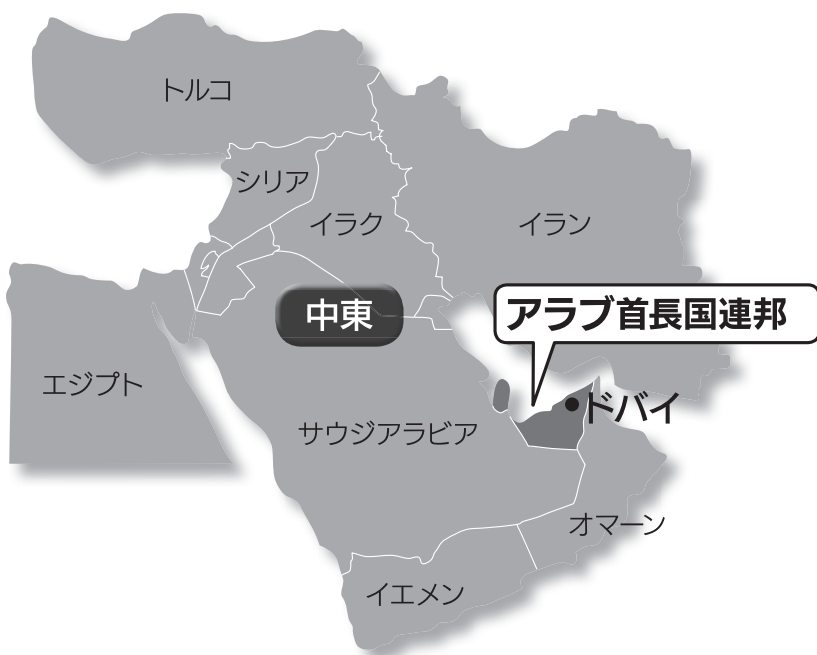 トルコ
シリア
イラク
イラン
中東
アラブ首長国連邦
エジプト
ドバイ
サウジアラビア
オマーン
イエメン